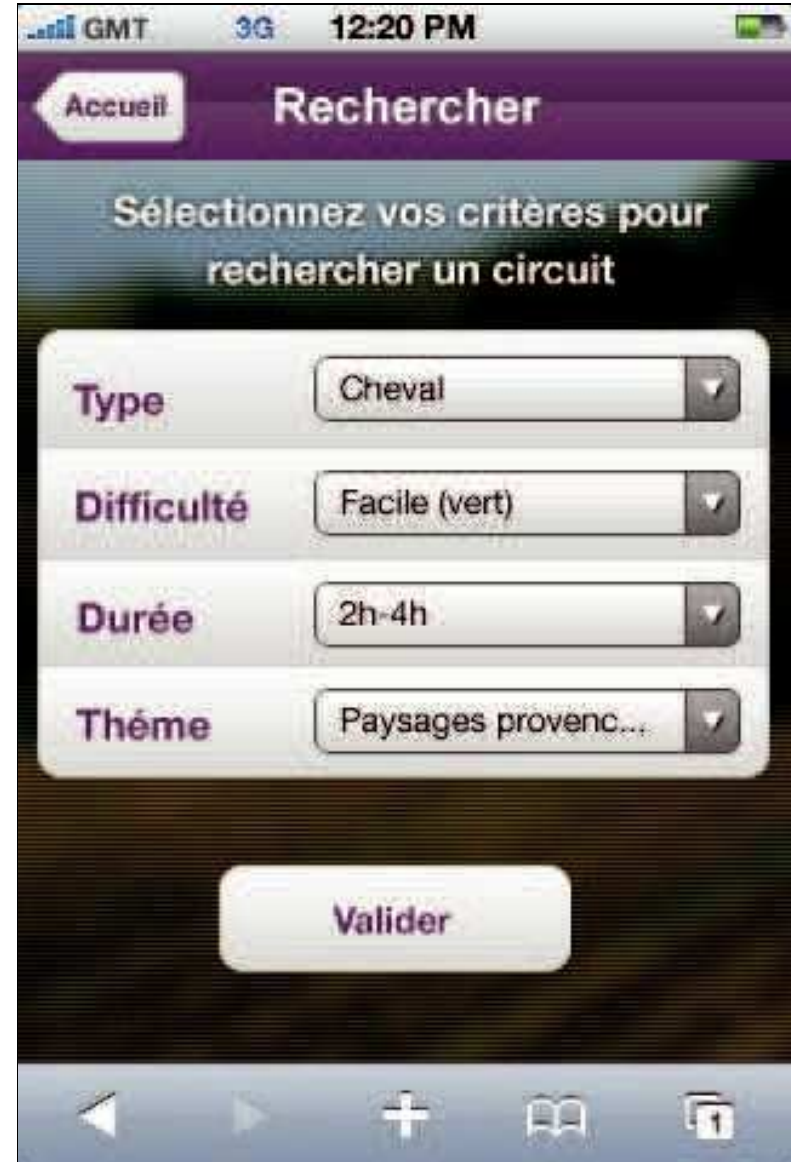 GMT 3G 12:20 PM
Accueil Rechercher
Sélectionnez vos critères pour
rechercher un circuit
Type Cheval
Difficulté Facile (vert)
Durée 2h-4h
Théme Paysages provenc...
Valider
1